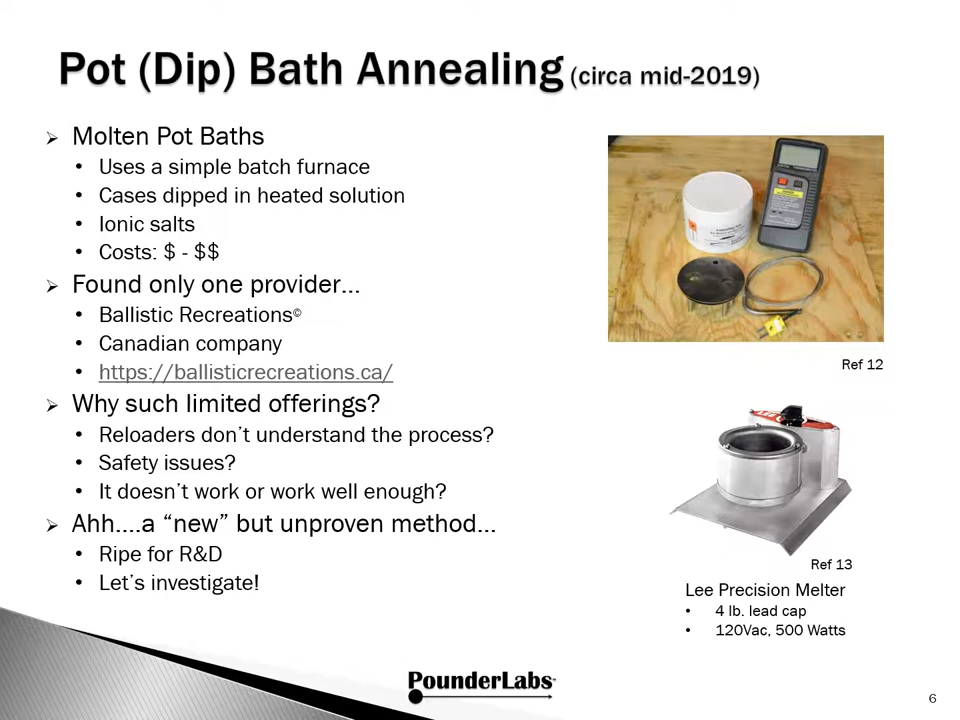 Pot (Dip) Bath Annealing (circa mid-2019)
Molten Pot Baths
Uses a simple batch furnace
Cases dipped in heated solution
Ionic salts
Costs: $ - $$
Found only one provider…
Ballistic Recreations©
Canadian company
https://ballisticrecreations.ca/
Why such limited offerings?
Reloaders don’t understand the process?
Safety issues?
It doesn’t work or work well enough?
Ahh….a “new” but unproven method…
Ripe for R&D
Let’s investigate!
Ref 12
Ref 13
Lee Precision Melter
4 lb. lead cap
120Vac, 500 Watts
PounderLabs
6